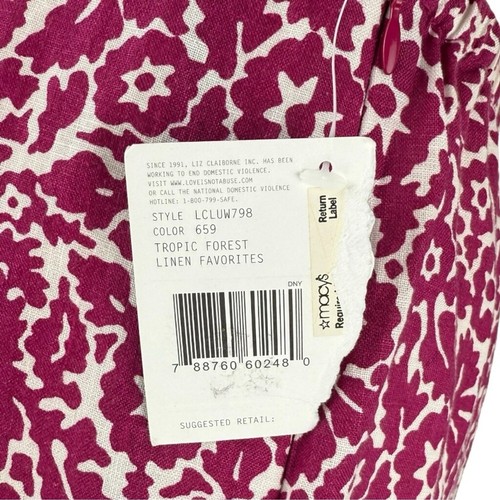 SINCE 1991, LIZ CLAIBORNE INC. HAS BEEN
WORKING TO END DOMESTIC VIOLENCE.
VISIT WWW.LOVEISNOTABUSE.COM
OR CALL THE NATIONAL DOMESTIC VIOLENCE
HOTLINE: 1-800-799-SAFE.
STYLE LCLUW798
COLOR 659
TROPIC FOREST
LINEN FAVORITES
DNY
7 88760 60248 0
SUGGESTED RETAIL:
Return
Label
★macy's